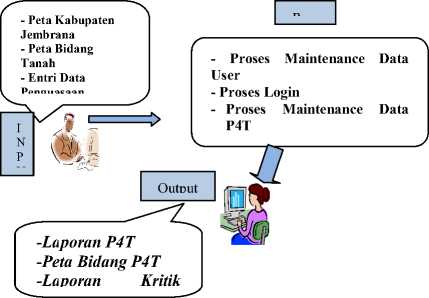 - Peta Kabupaten
Jembrana
- Peta Bidang
Tanah
- Entri Data
Penguasaan
I
N
P
- Proses Maintenance Data
User
- Proses Login
- Proses Maintenance Data
P4T
Output
-Laporan P4T
-Peta Bidang P4T
-Laporan Kritik